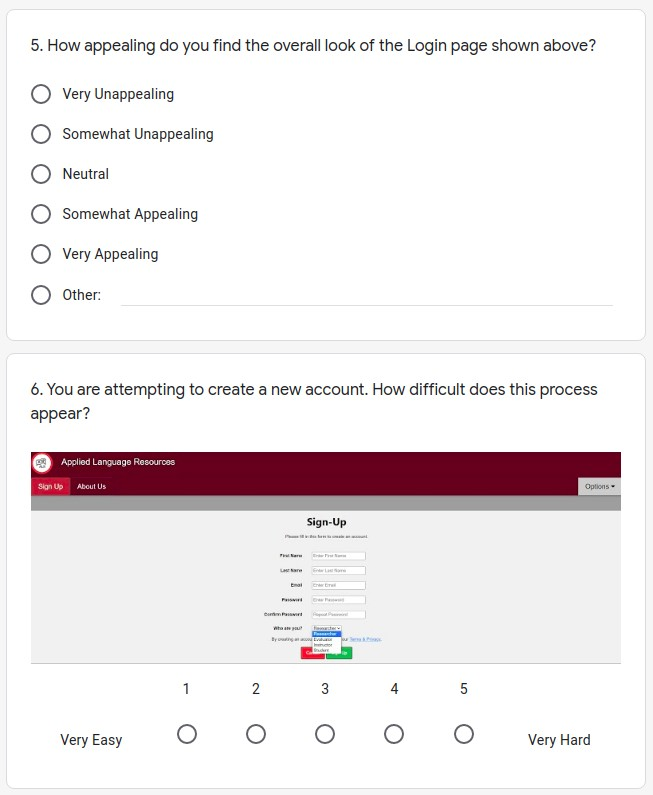 5. How appealing do you find the overall look of the Login page shown above?
Very Unappealing
Somewhat Unappealing
Neutral
Somewhat Appealing
Very Appealing
Other:
6. You are attempting to create a new account. How difficult does this process
appear?
Applied Language Resources
Sign Up About Us Options
Sign-Up
Please fill in this form to create an account.
First Name Enter First Name
Last Name Enter Last Name
Email Enter Email
Password Enter Password
Confirm Password Repeat Password
Who are you? Researcher
Researcher
Evaluator
By creating an Terms & Privacy.
Instructor
Student
1 2 3 4 5
Very Easy Very Hard